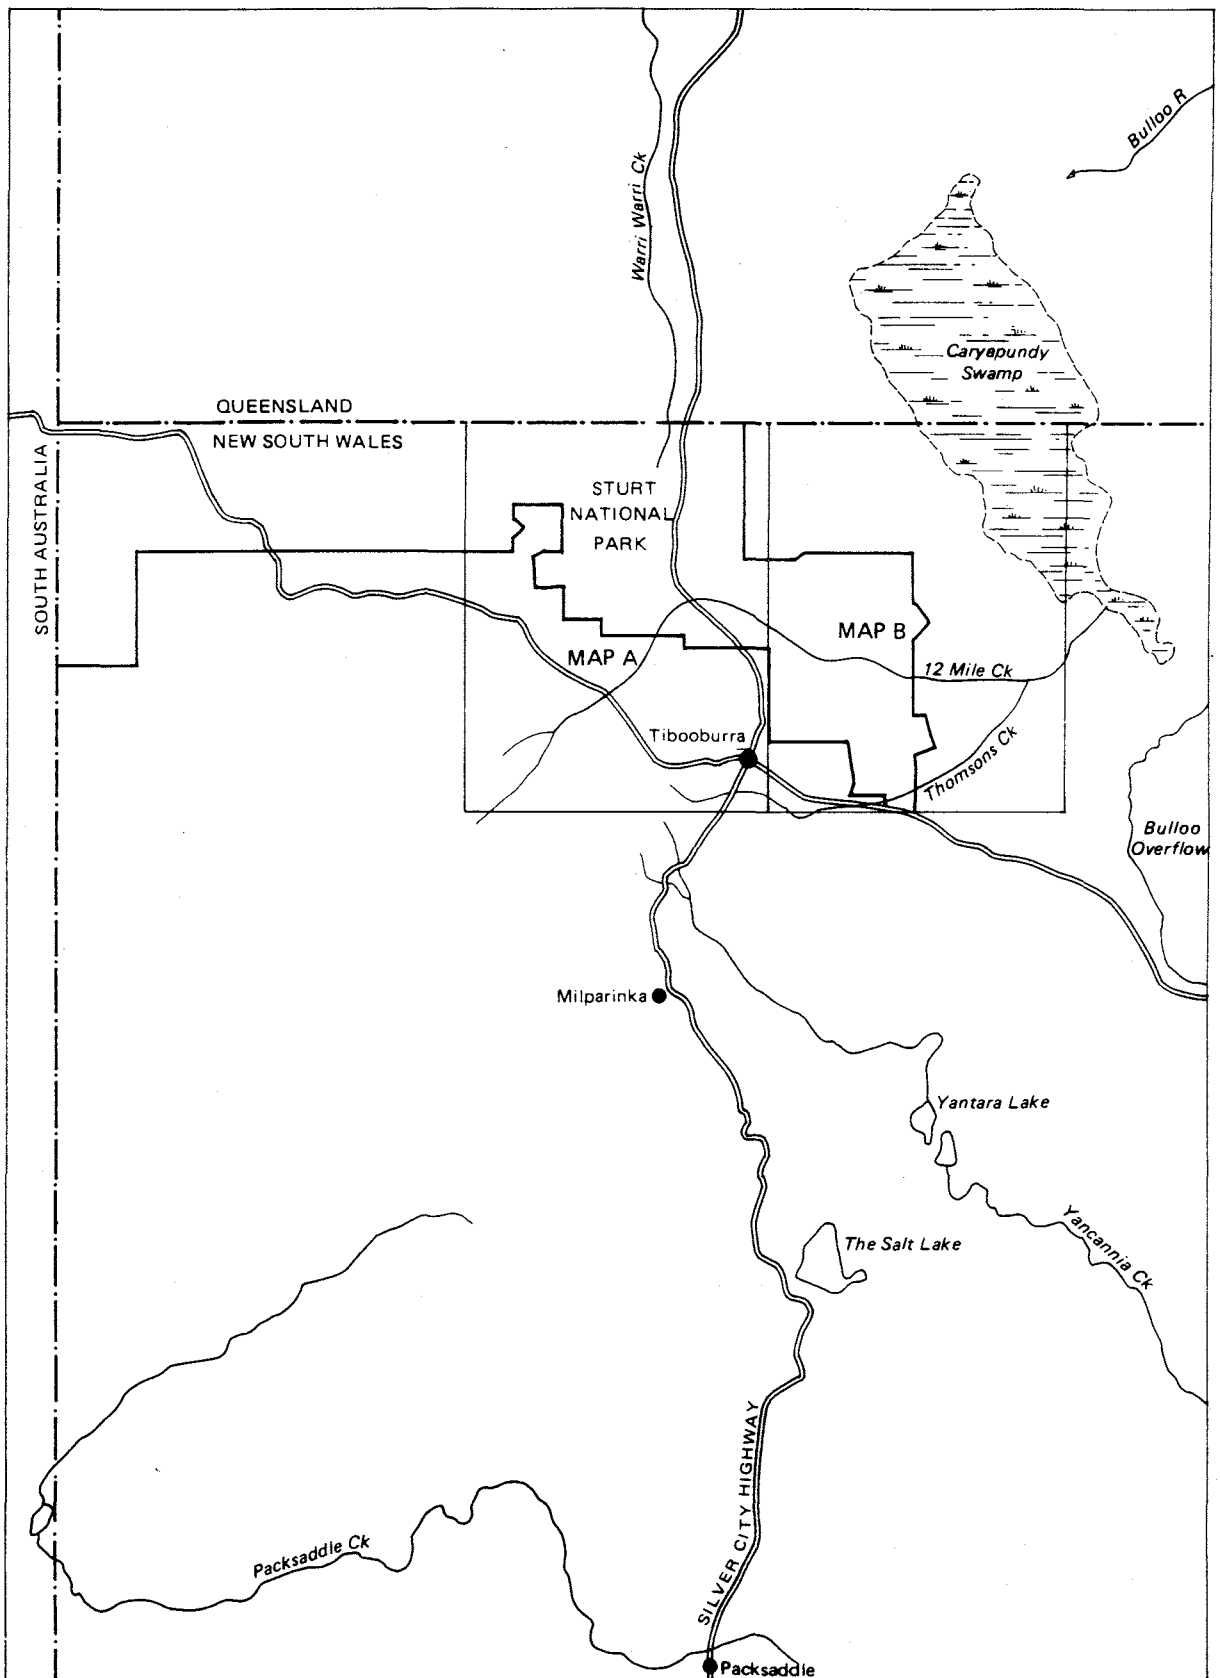 Bulloo R
Warri Warri Ck
Caryapundy
Swamp
QUEENSLAND
NEW SOUTH WALES
SOUTH AUSTRALIA
STURT
NATIONAL
PARK
MAP A
MAP B
12 Mile Ck
Tibooburra
Thomsons Ck
Bulloo
Overflow
Milparinka
Yantara Lake
Yancannia Ck
The Salt Lake
SILVER CITY HIGHWAY
Packsaddle Ck
Packsaddle